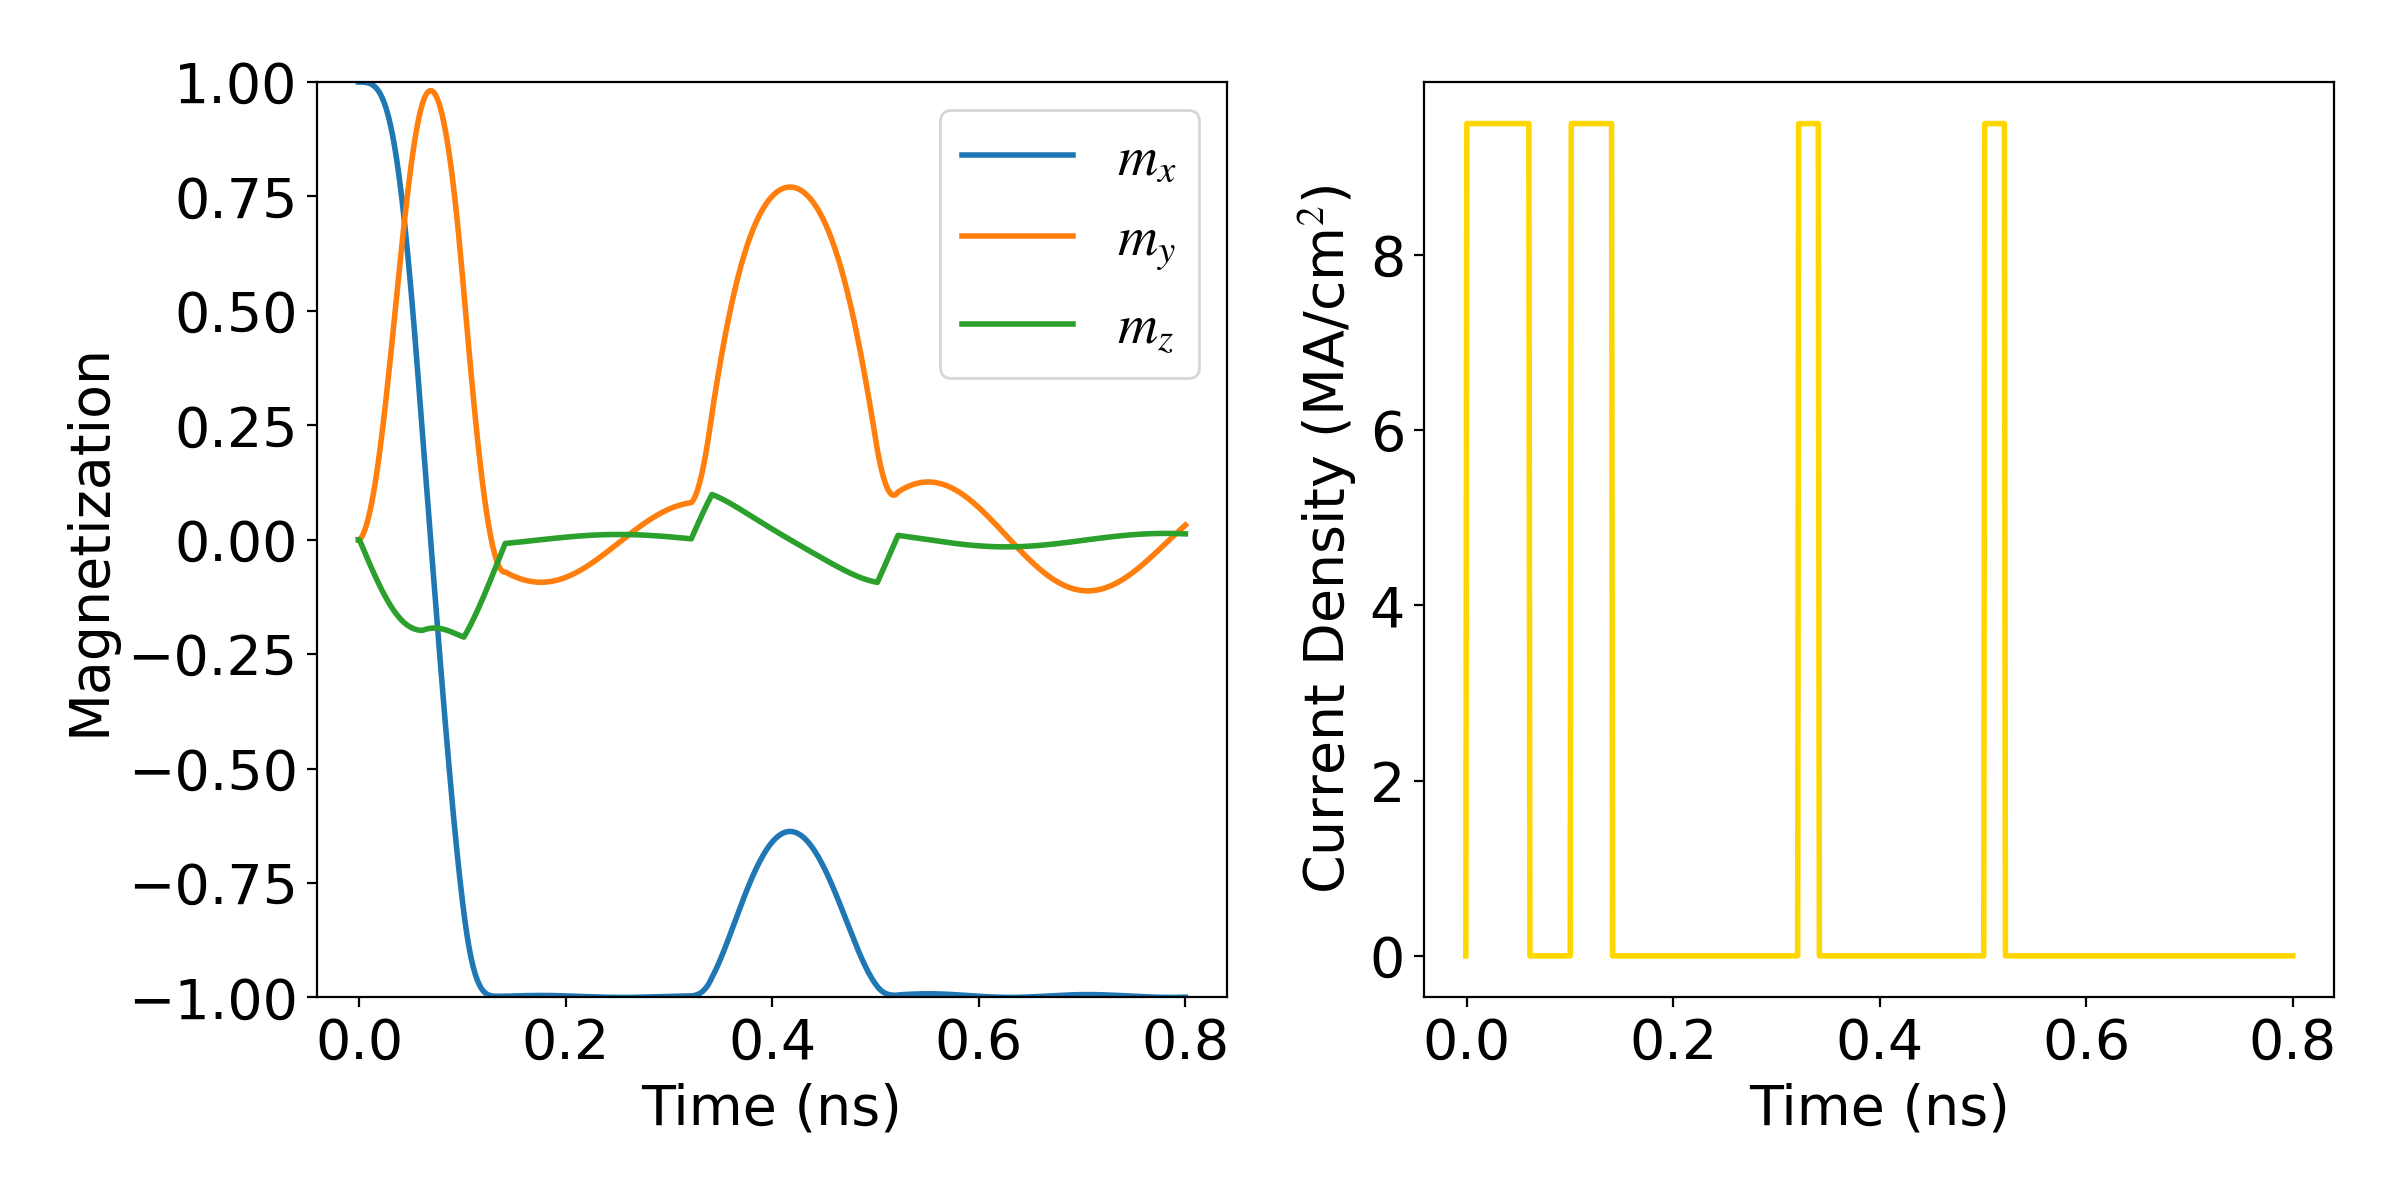 Magnetization
1.00
0.75
0.50
0.25
0.00
−0.25
−0.50
−0.75
−1.00
0.0 0.2 0.4 0.6 0.8
Time (ns)
m_x
m_y
m_z
Current Density (MA/cm²)
8
6
4
2
0
0.0 0.2 0.4 0.6 0.8
Time (ns)